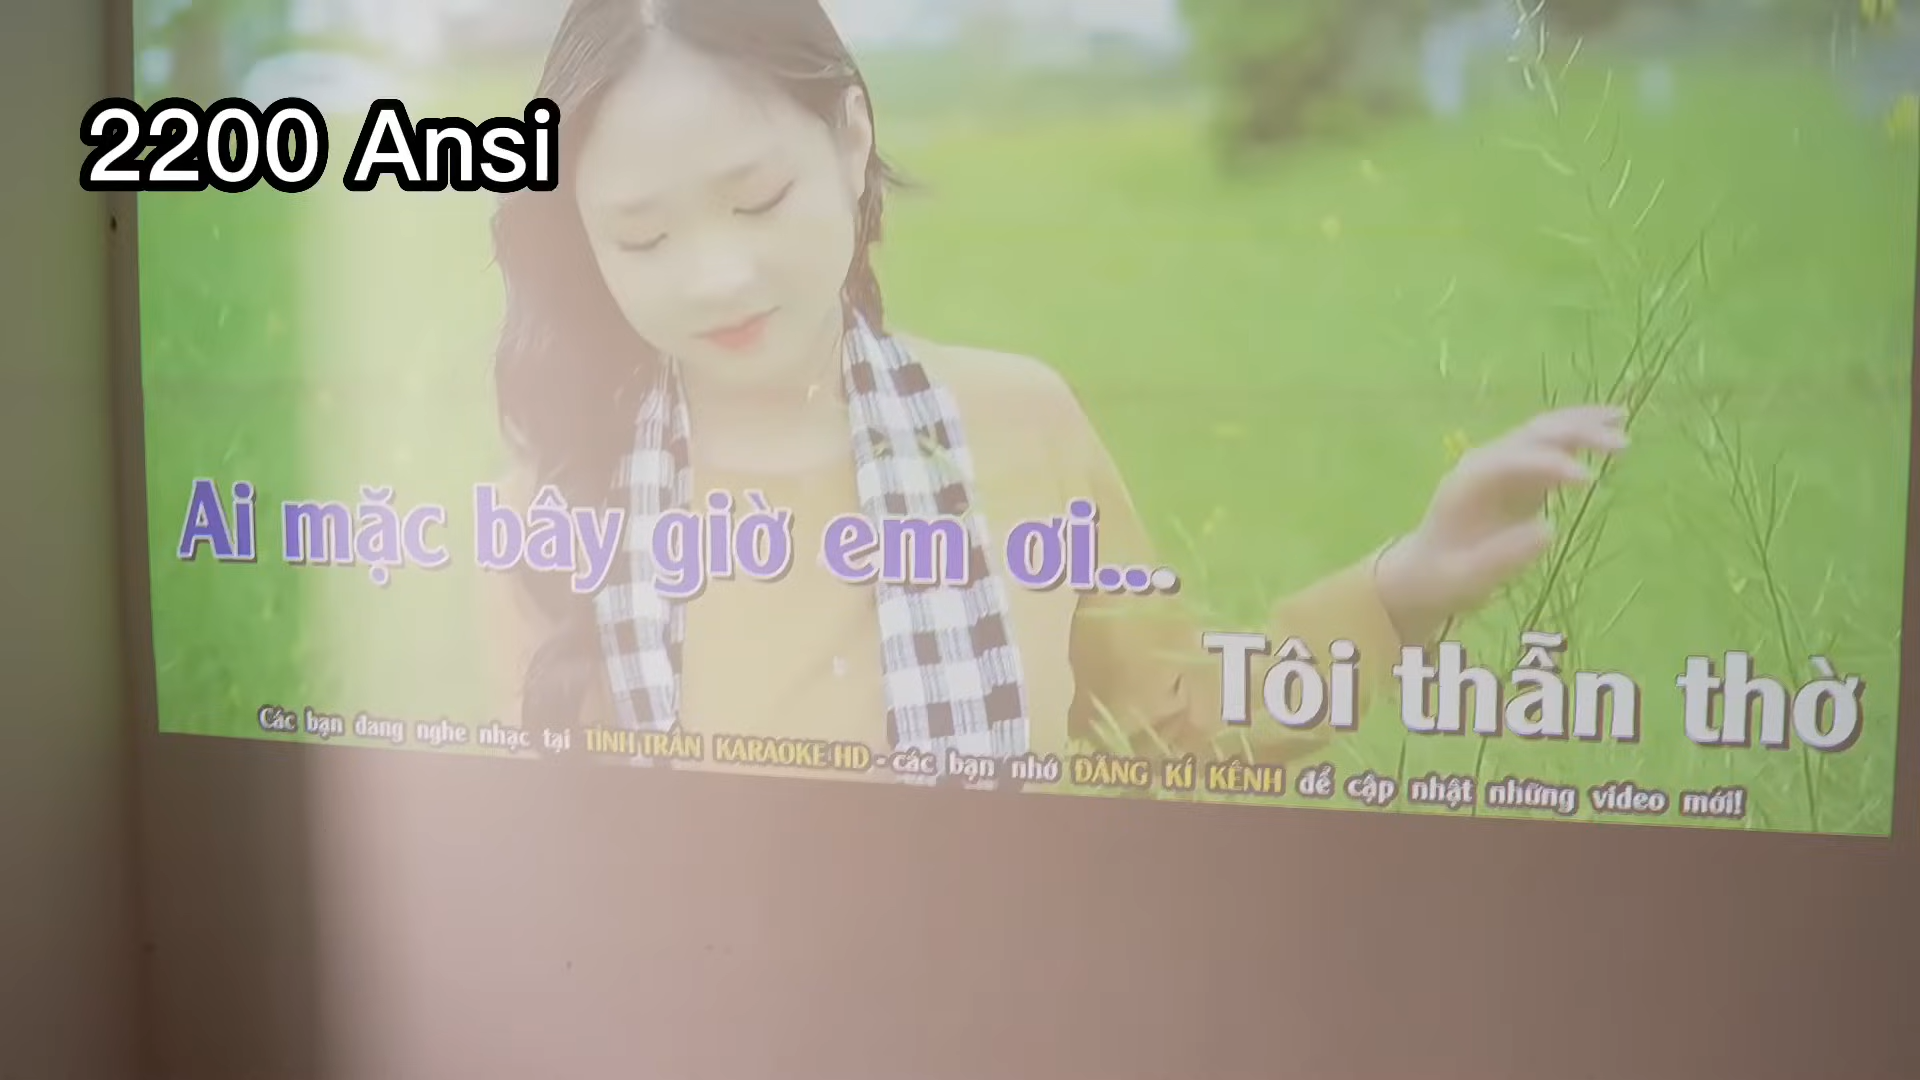 2200 Ansi
Ai mặc bây giờ em ơi...
Tôi thẫn thờ
Các bạn đang nghe nhạc tại TÌNH TRẦN KARAOKE HD - các bạn nhớ ĐĂNG KÍ KÊNH để cập nhật những video mới!